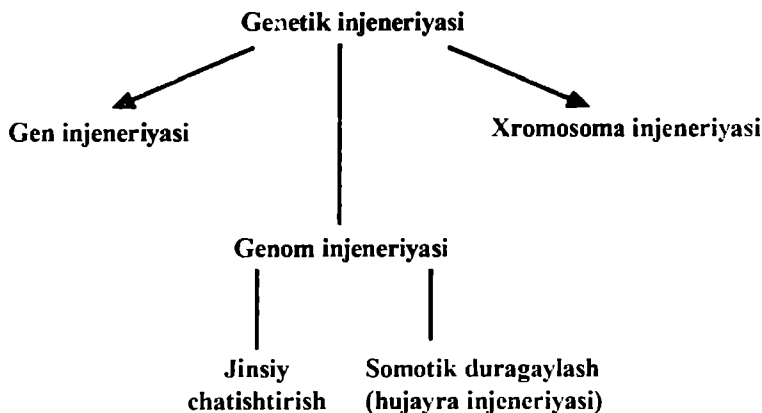 Genetik injeneriyasi
Gen injeneriyasi
Xromosoma injeneriyasi
Genom injeneriyasi
Jinsiy
chatishtirish
Somotik duragaylash
(hujayra injeneriyasi)